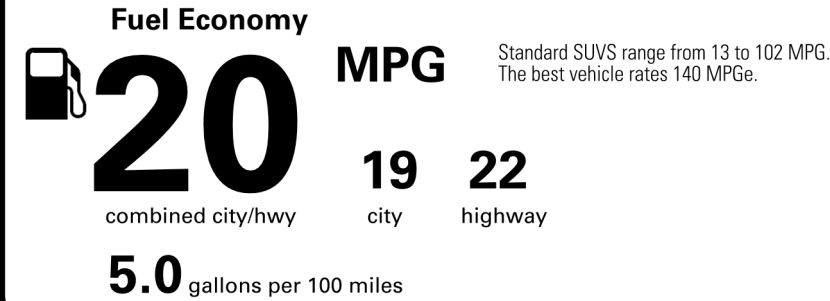 Fuel Economy
20
MPG
Standard SUVS range from 13 to 102 MPG.
The best vehicle rates 140 MPGe.
19 22
combined city/hwy city highway
5.0 gallons per 100 miles